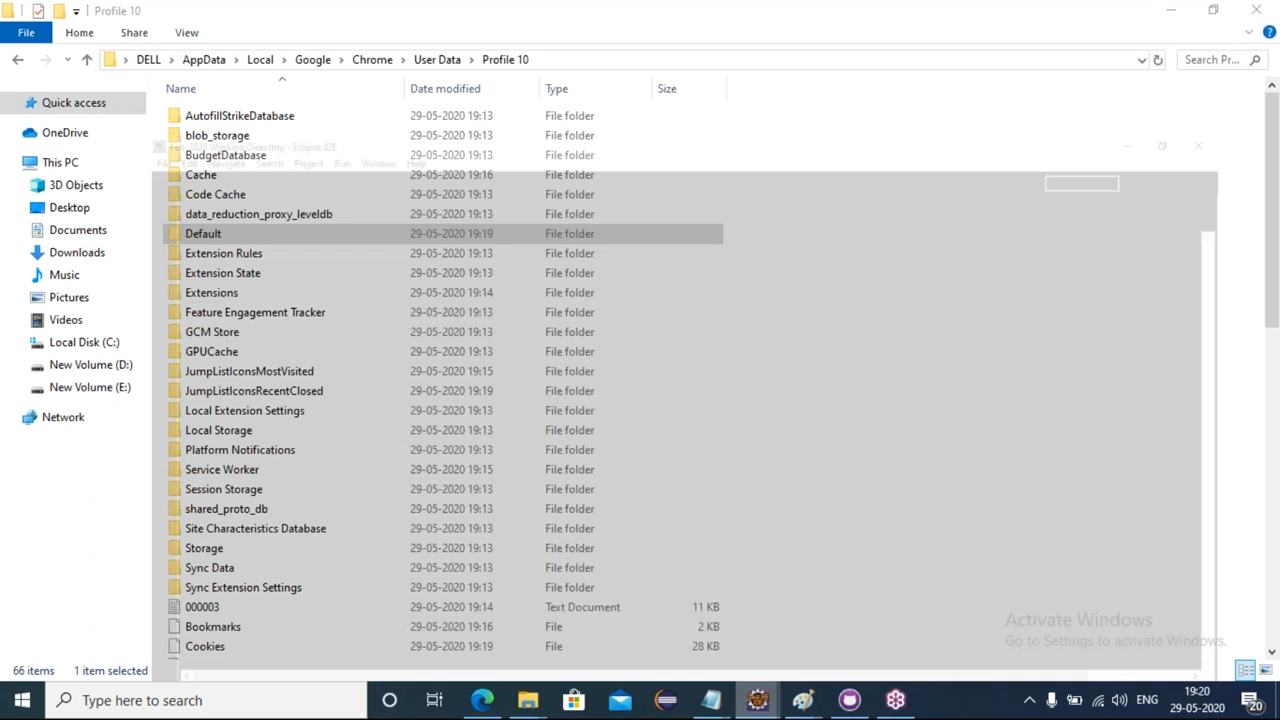 Profile 10
File Home Share View
DELL AppData Local Google Chrome User Data Profile 10 Search Pr...
Name Date modified Type Size
Quick access
OneDrive
This PC
3D Objects
Desktop
Documents
Downloads
Music
Pictures
Videos
Local Disk (C:)
New Volume (D:)
New Volume (E:)
Network
AutofillStrikeDatabase 29-05-2020 19:13 File folder
blob_storage 29-05-2020 19:13 File folder
Working Directory - Eclipse IDE
BudgetDatabase 29-05-2020 19:13 File folder
File Edit Navigate Search Project Run Window Help
Cache 29-05-2020 19:16 File folder
Code Cache 29-05-2020 19:13 File folder
data_reduction_proxy_leveldb 29-05-2020 19:13 File folder
Default 29-05-2020 19:19 File folder
Extension Rules 29-05-2020 19:13 File folder
Extension State 29-05-2020 19:13 File folder
Extensions 29-05-2020 19:14 File folder
Feature Engagement Tracker 29-05-2020 19:13 File folder
GCM Store 29-05-2020 19:13 File folder
GPUCache 29-05-2020 19:13 File folder
JumpListIconsMostVisited 29-05-2020 19:15 File folder
JumpListIconsRecentClosed 29-05-2020 19:19 File folder
Local Extension Settings 29-05-2020 19:13 File folder
Local Storage 29-05-2020 19:13 File folder
Platform Notifications 29-05-2020 19:13 File folder
Service Worker 29-05-2020 19:15 File folder
Session Storage 29-05-2020 19:13 File folder
shared_proto_db 29-05-2020 19:13 File folder
Site Characteristics Database 29-05-2020 19:13 File folder
Storage 29-05-2020 19:13 File folder
Sync Data 29-05-2020 19:13 File folder
Sync Extension Settings 29-05-2020 19:13 File folder
000003 29-05-2020 19:14 Text Document 11 KB
Bookmarks 29-05-2020 19:16 File 2 KB
Cookies 29-05-2020 19:19 File 28 KB
Activate Windows
Go to Settings to activate Windows.
66 items 1 item selected
Type here to search
ENG
19:20
29-05-2020
20